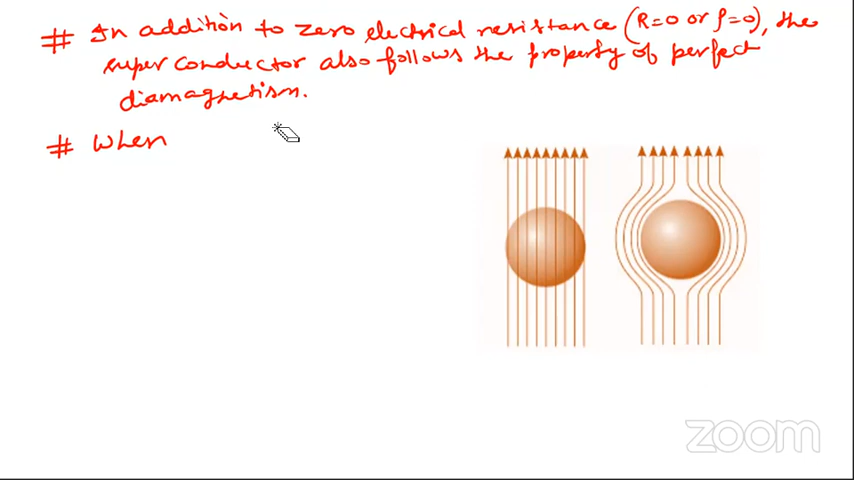 # In addition to zero electrical resistance (R=0 or ρ=0), the
super conductor also follows the property of perfect
diamagnetism.
# When
zoom